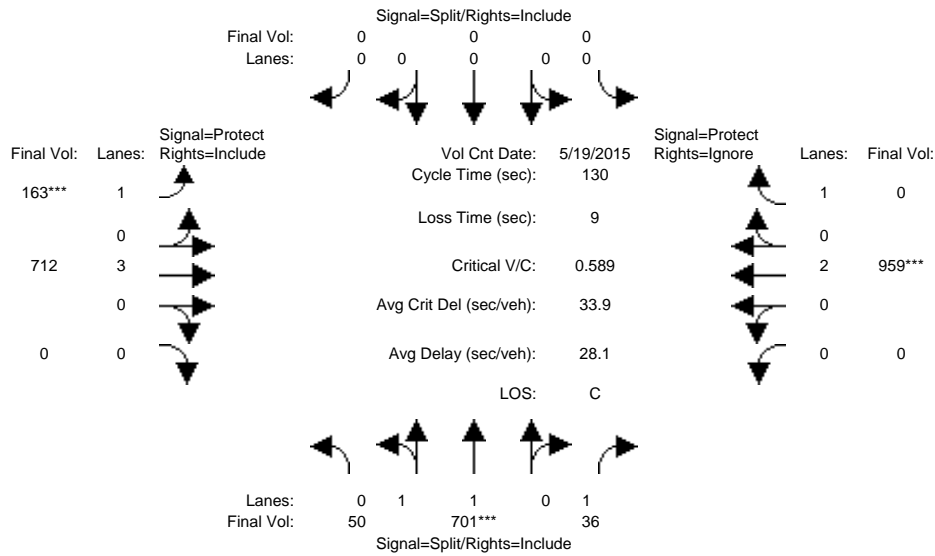 Signal=Split/Rights=Include
Final Vol: 0 0 0
Lanes: 0 0 0 0 0
Signal=Protect Signal=Protect
Final Vol: Lanes: Rights=Include Vol Cnt Date: 5/19/2015 Rights=Ignore Lanes: Final Vol:
Cycle Time (sec): 130
163*** 1 1 0
Loss Time (sec): 9
0 0
712 3 Critical V/C: 0.589 2 959***
0 Avg Crit Del (sec/veh): 33.9 0
0 0 Avg Delay (sec/veh): 28.1 0 0
LOS: C
Lanes: 0 1 1 0 1
Final Vol: 50 701*** 36
Signal=Split/Rights=Include